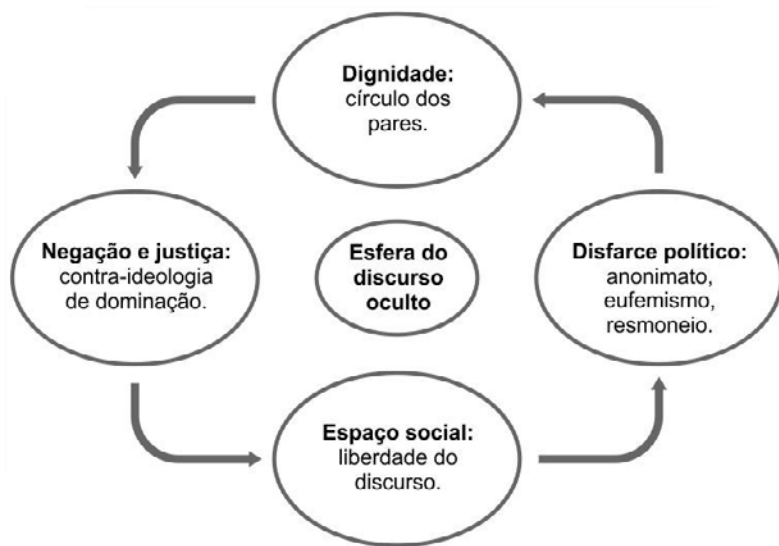 Dignidade:
círculo dos
pares.
Negação e justiça:
contra-ideologia
de dominação.
Esfera do
discurso
oculto
Disfarce político:
anonimato,
eufemismo,
resmoneio.
Espaço social:
liberdade do
discurso.